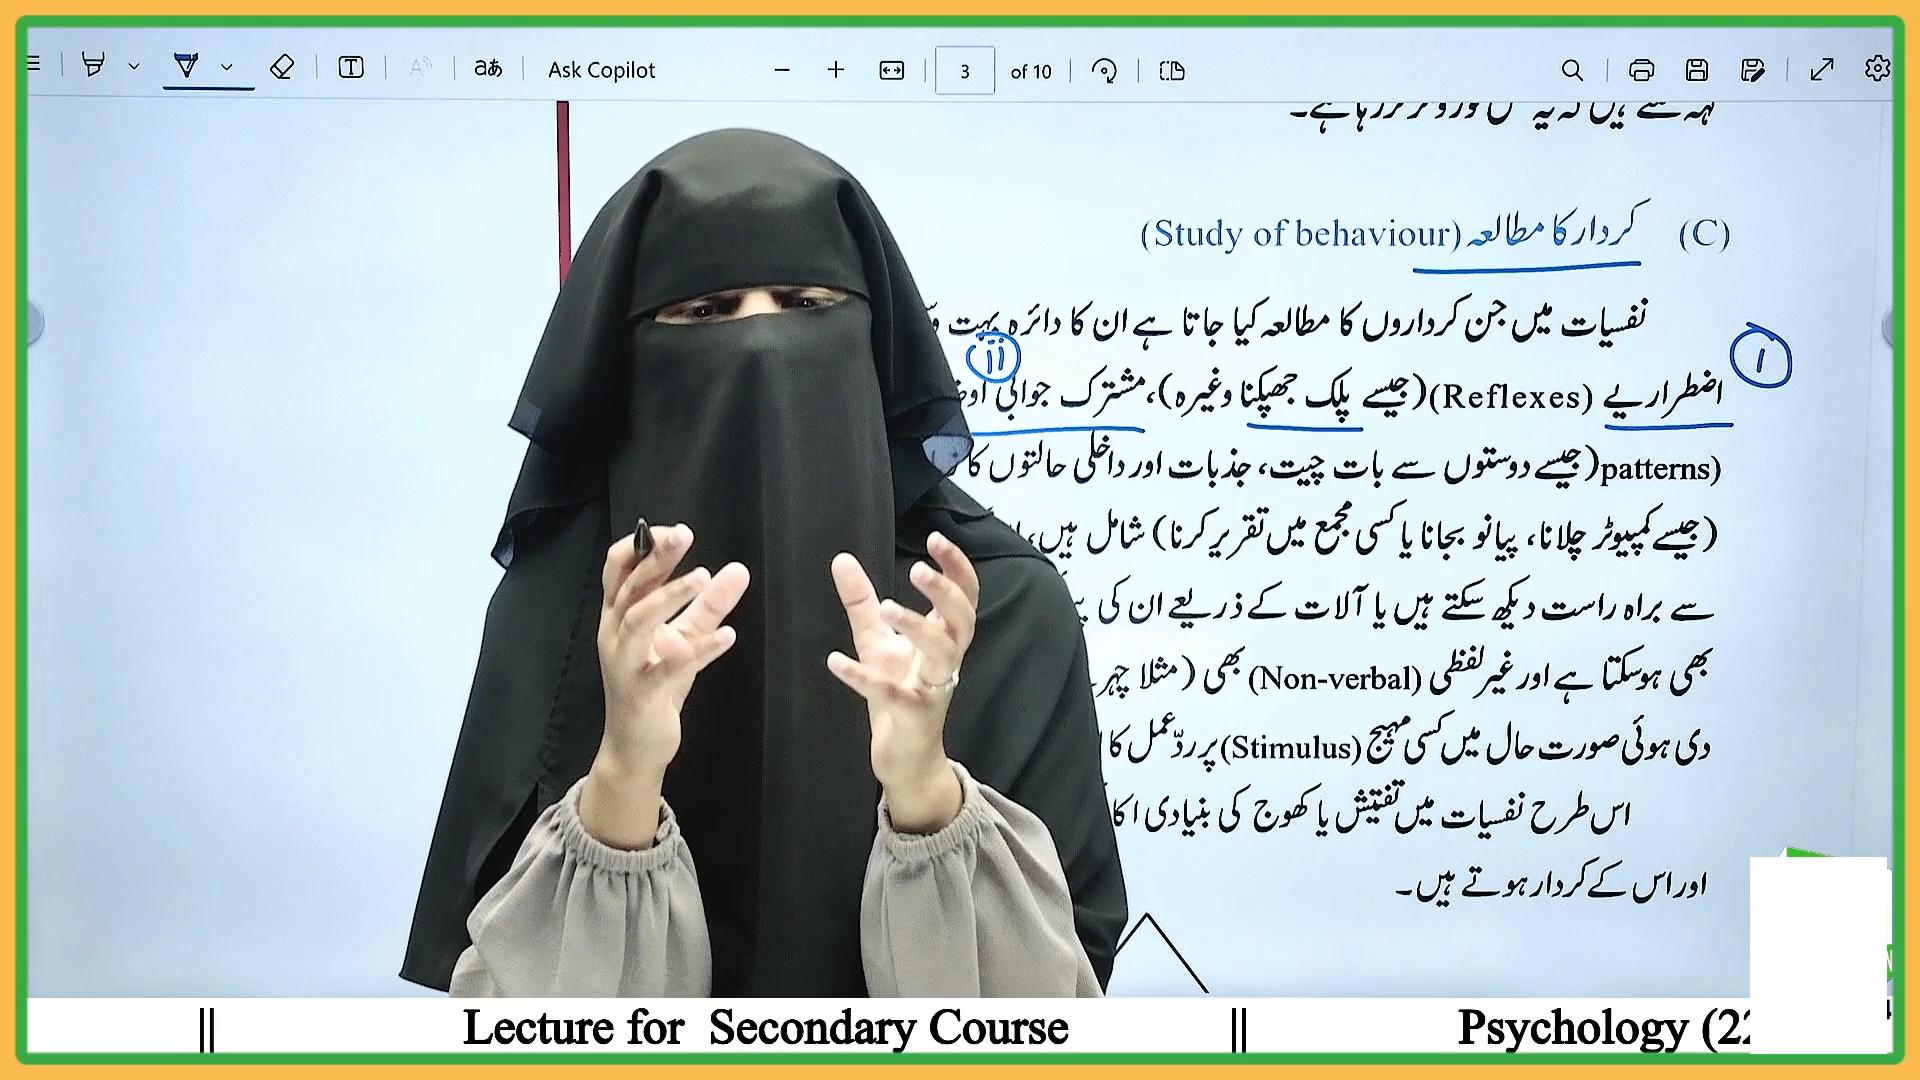 Ask Copilot
3
of 10
(C) کردار کا مطالعہ (Study of behaviour)
نفسیات میں جن کرداروں کا مطالعہ کیا جاتا ہے ان کا دائرہ بہت
1
ii
اضطراریے (Reflexes) (جیسے پلک جھپکنا وغیرہ)، مشترک جوابی
patterns) (جیسے دوستوں سے بات چیت، جذبات اور داخلی حالتوں کا
(جیسے کمپیوٹر چلانا، پیانو بجانا یا کسی مجمع میں تقریر کرنا) شامل ہیں،
سے براہ راست دیکھ سکتے ہیں یا آلات کے ذریعے ان کی
بھی ہوسکتا ہے اور غیر لفظی (Non-verbal) بھی (مثلا
دی ہوئی صورت حال میں کسی مہیج (Stimulus) پر ردّ عمل کا
اس طرح نفسیات میں تفتیش یا کھوج کی بنیادی
اور اس کے کردار ہوتے ہیں۔
|| Lecture for Secondary Course || Psychology (22